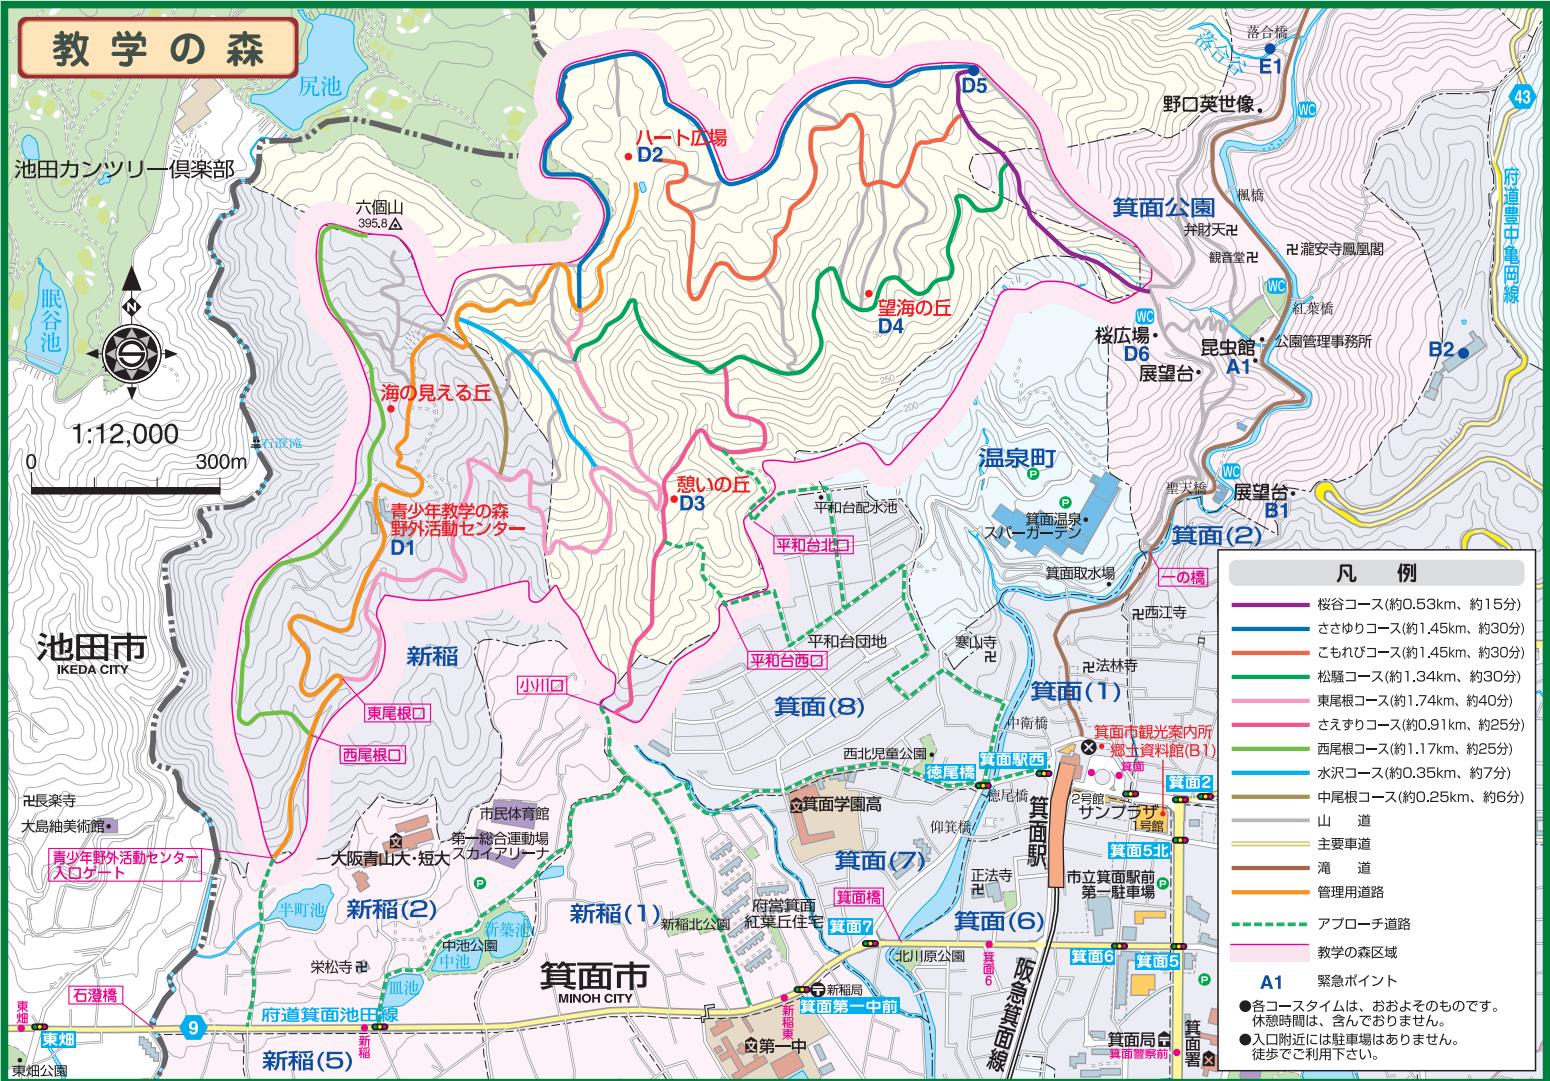 教学の森
尻池
池田カンツリー倶楽部
眠谷池
N
1:12,000
0
300m
石澄滝
六個山
395.8
ハート広場
D2
D5
望海の丘
D4
海の見える丘
青少年教学の森
野外活動センター
D1
憩いの丘
D3
250
200
落合橋
落合谷
E1
野口英世像
WC
43
府道豊中亀岡線
箕面公園
楓橋
弁財天
観音堂
瀧安寺鳳凰閣
WC
紅葉橋
WC
桜広場
D6
昆虫館
A1
公園管理事務所
展望台
B2
温泉町
P
P
箕面温泉
スパーガーデン
聖天橋
WC
展望台
B1
箕面(2)
箕面取水場
一の橋
西江寺
平和台配水池
平和台北口
平和台団地
平和台西口
寒山寺
法林寺
箕面(1)
箕面(8)
中衛橋
池田市
IKEDA CITY
新稲
小川口
東尾根口
西尾根口
箕面市観光案内所
郷土資料館(B1)
箕面
西北児童公園
徳尾橋
箕面駅西
徳尾橋
箕面2
2号館
サンプラザ
1号館
箕面駅
箕面5北
長楽寺
大島紬美術館
青少年野外活動センター
入口ゲート
市民体育館
第一総合運動場
スカイアリーナ
大阪青山大・短大
文
P
箕面学園高
文
仰箕橋
箕面(7)
正法寺
市立箕面駅前
第一駐車場
P
箕面橋
半町池
新稲(2)
新稲(1)
新稲北公園
府営箕面
紅葉丘住宅
箕面7
箕面(6)
新築池
中池公園
中池
栄松寺
皿池
北川原公園
箕面6
箕面6
箕面5
P
箕面市
MINOH CITY
石澄橋
東畑
東畑
9
府道箕面池田線
新稲
新稲東
新稲局
箕面第一中前
阪急箕面線
新稲(5)
文第一中
箕面局
箕面警察前
箕面署
東畑公園
凡例
桜谷コース(約0.53km、約15分)
ささゆりコース(約1.45km、約30分)
こもれびコース(約1.45km、約30分)
松騒コース(約1.34km、約30分)
東尾根コース(約1.74km、約40分)
さえずりコース(約0.91km、約25分)
西尾根コース(約1.17km、約25分)
水沢コース(約0.35km、約7分)
中尾根コース(約0.25km、約6分)
山道
主要車道
滝道
管理用道路
アプローチ道路
教学の森区域
A1 緊急ポイント
●各コースタイムは、おおよそのものです。
休憩時間は、含んでおりません。
●入口附近には駐車場はありません。
徒歩でご利用下さい。